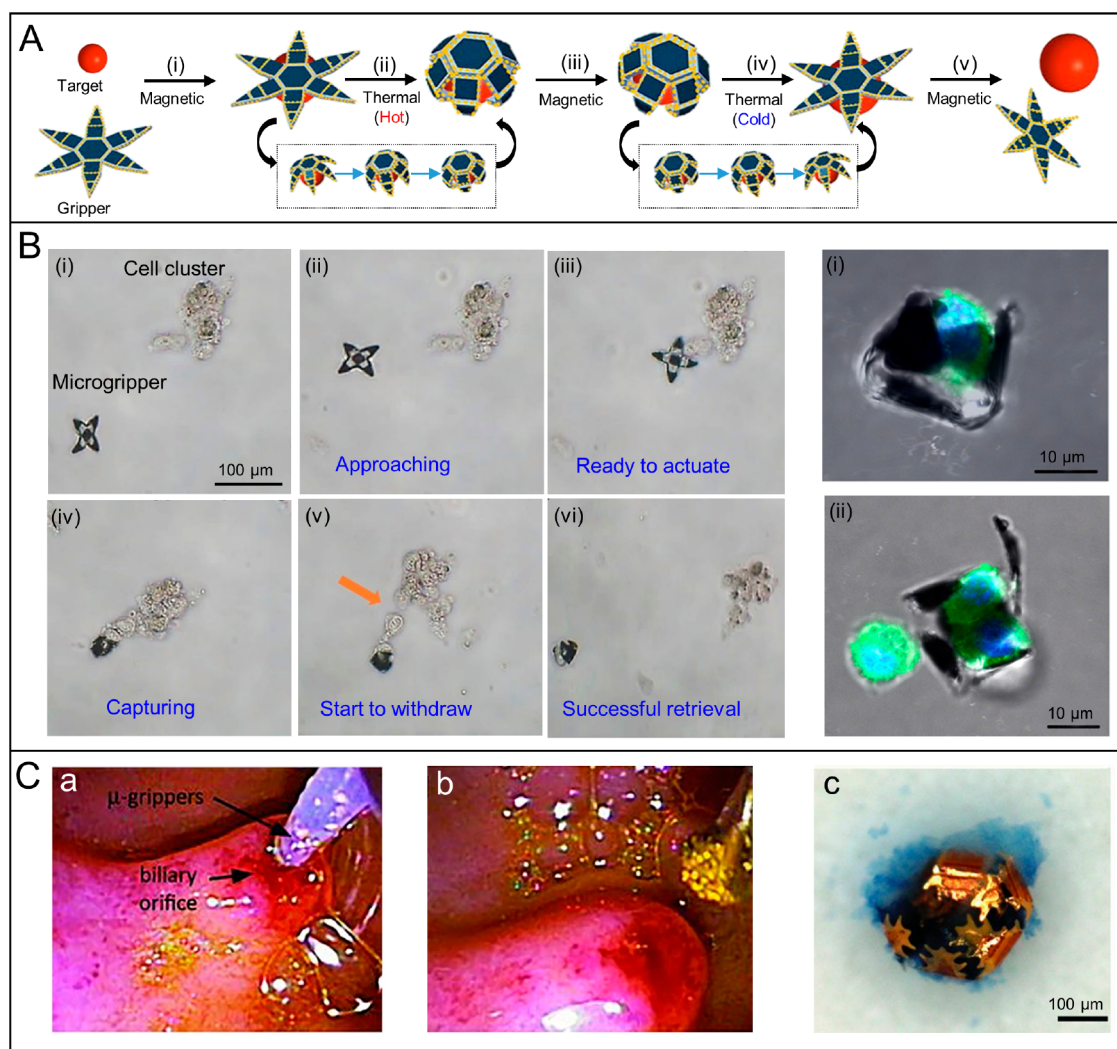 A
Target
Gripper
(i)
Magnetic
(ii)
Thermal
(Hot)
(iii)
Magnetic
(iv)
Thermal
(Cold)
(v)
Magnetic
B
(i)
Cell cluster
Microgripper
100 µm
(ii)
Approaching
(iii)
Ready to actuate
(i)
10 µm
(iv)
Capturing
(v)
Start to withdraw
(vi)
Successful retrieval
(ii)
10 µm
C
a
µ-grippers
biliary
orifice
b
c
100 µm